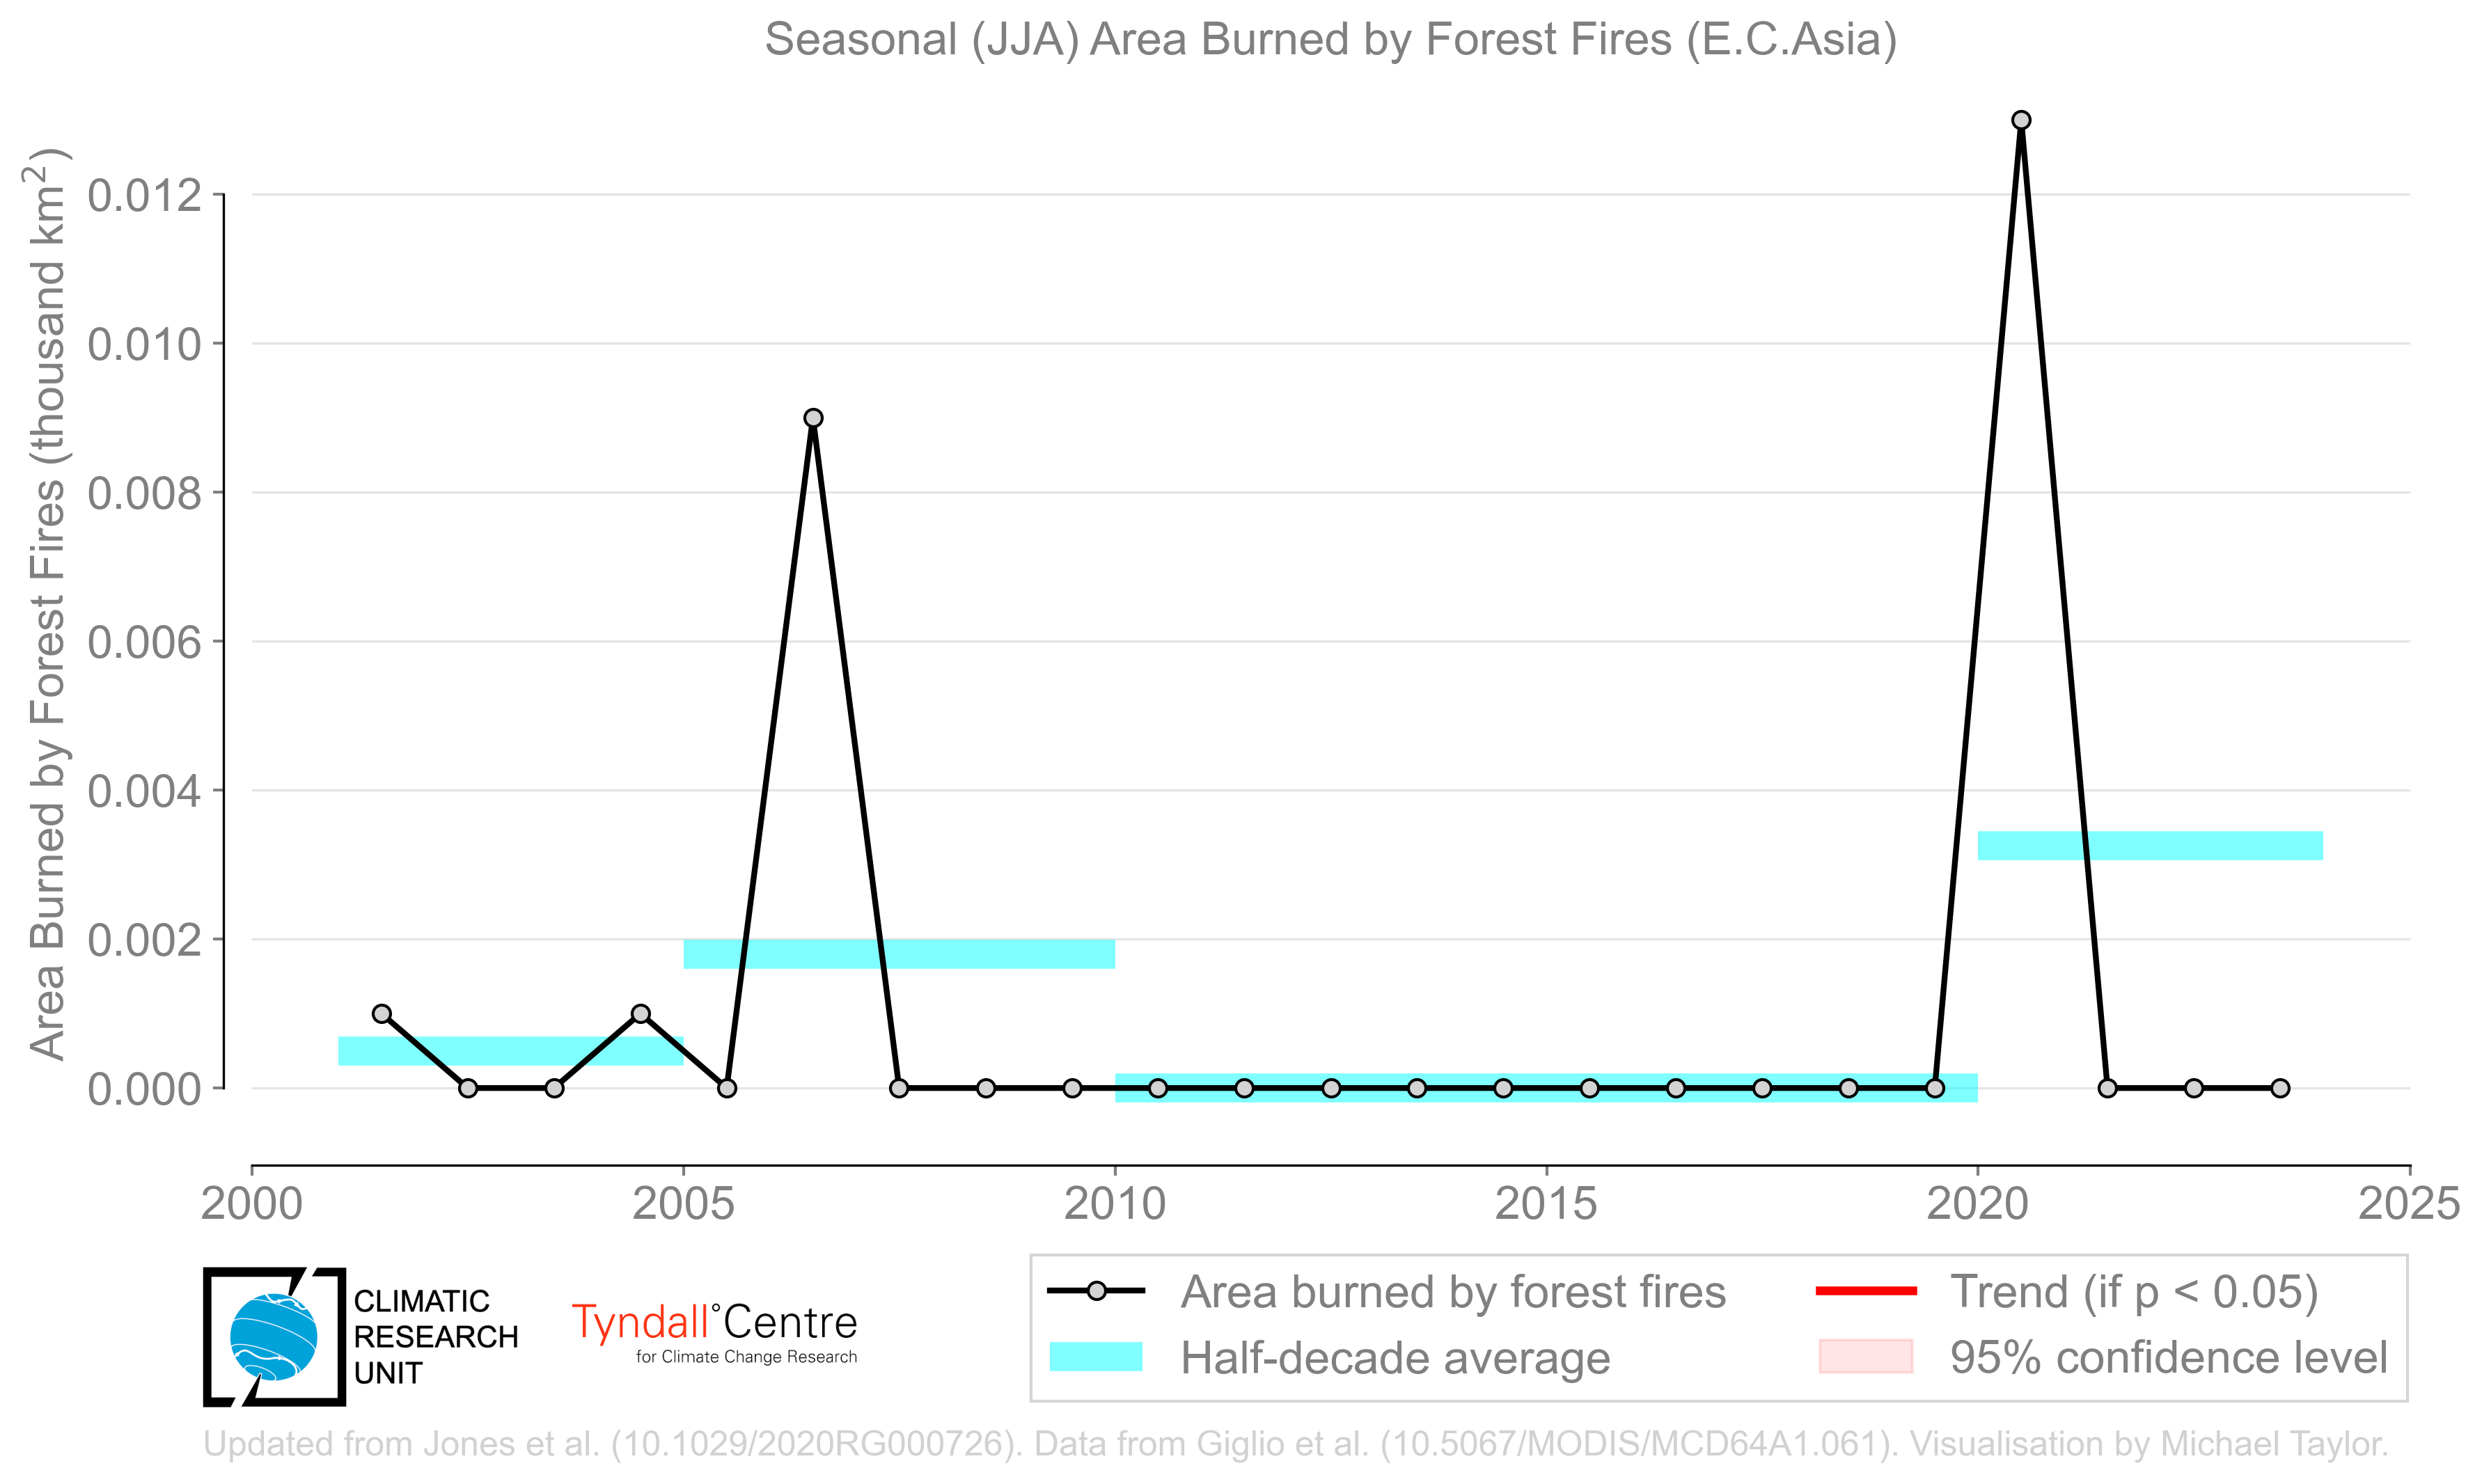 Seasonal (JJA) Area Burned by Forest Fires (E.C.Asia)
Area Burned by Forest Fires (thousand km²)
0.012
0.010
0.008
0.006
0.004
0.002
0.000
2000
2005
2010
2015
2020
2025
CLIMATIC
RESEARCH
UNIT
Tyndall°Centre
for Climate Change Research
Area burned by forest fires
Half-decade average
Trend (if p < 0.05)
95% confidence level
Updated from Jones et al. (10.1029/2020RG000726). Data from Giglio et al. (10.5067/MODIS/MCD64A1.061). Visualisation by Michael Taylor.